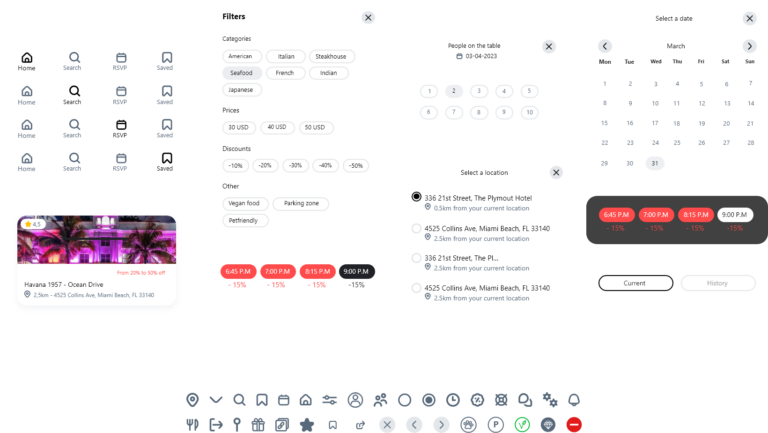 Home Search RSVP Saved
Home Search RSVP Saved
Home Search RSVP Saved
Home Search RSVP Saved
4.5
From 20% to 50% off
Havana 1957 - Ocean Drive
2,5km - 4525 Collins Ave, Miami Beach, FL 33140
Filters
Categories
American Italian Steakhouse
Seafood French Indian
Japanese
Prices
30 USD 40 USD 50 USD
Discounts
-10% -20% -30% -40% -50%
Other
Vegan food Parking zone
Petfriendly
6:45 P.M 7:00 P.M 8:15 P.M 9:00 P.M
- 15% - 15% - 15% -15%
People on the table
03-04-2023
1 2 3 4 5
6 7 8 9 10
Select a location
336 21st Street, The Plymout Hotel
0.5km from your current location
4525 Collins Ave, Miami Beach, FL 33140
2.5km from your current location
336 21st Street, The Pl...
2.5km from your current location
4525 Collins Ave, Miami Beach, FL 33140
2.5km from your current location
Select a date
March
Mon Tue Wed Thu Fri Sat Sun
1 2 3 4 5 6 7
8 9 10 11 12 13 14
15 16 17 18 19 20 21
22 23 24 25 26 27 28
29 30 31
6:45 P.M 7:00 P.M 8:15 P.M 9:00 P.M
- 15% - 15% - 15% -15%
Current History
P